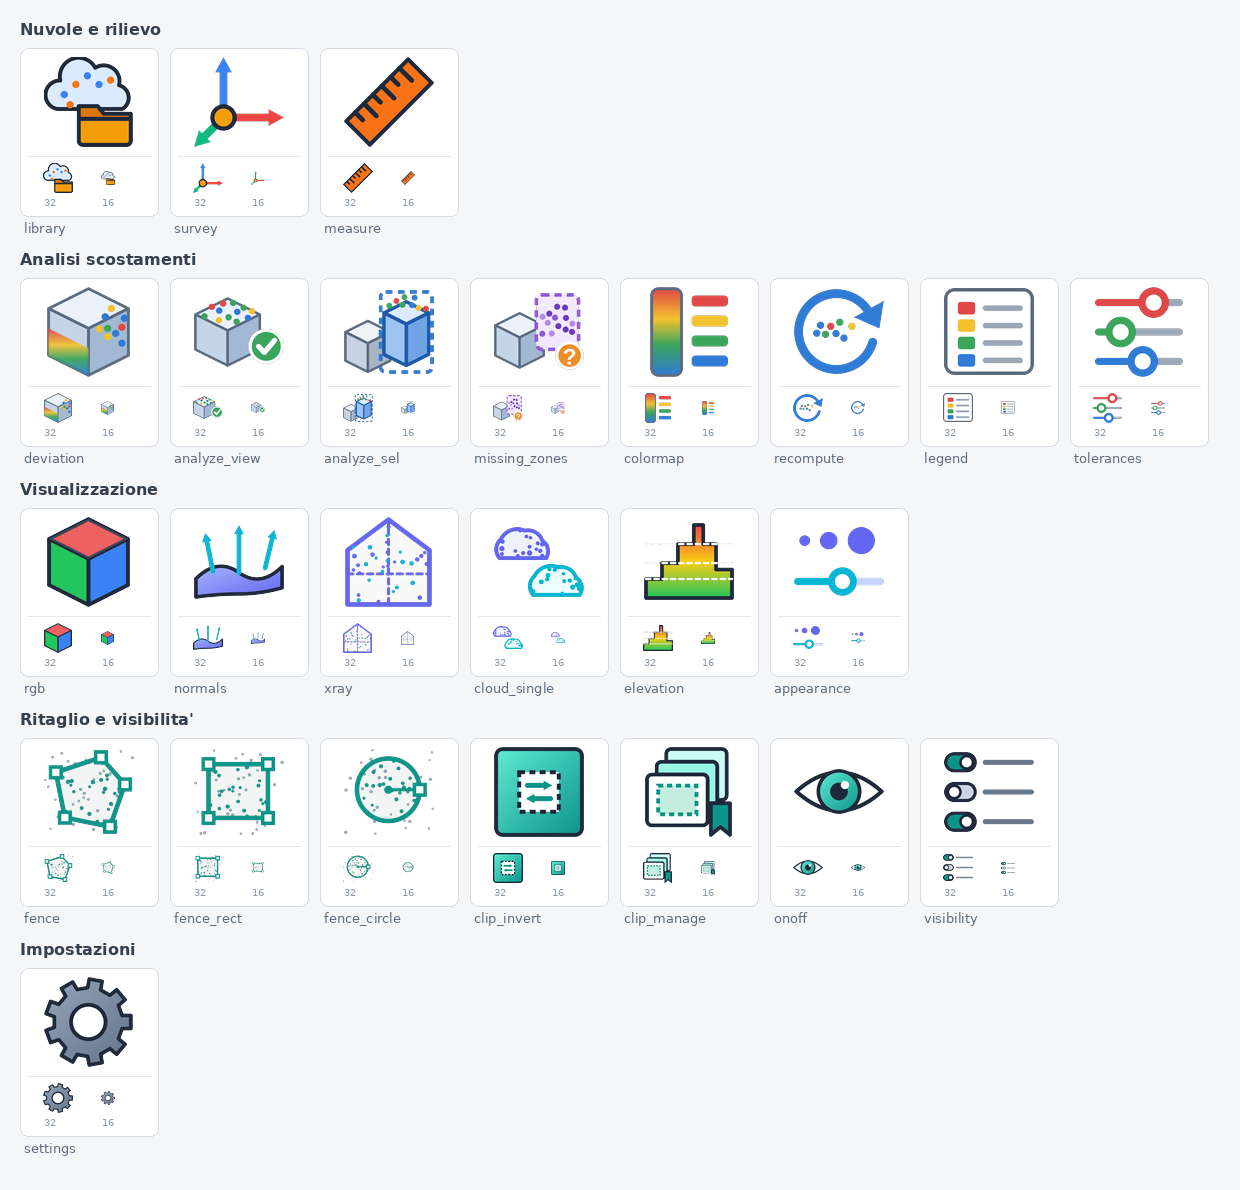 Nuvole e rilievo
32 16 32 16 32 16
library survey measure
Analisi scostamenti
?
?
32 16 32 16 32 16 32 16 32 16 32 16 32 16 32 16
deviation analyze_view analyze_sel missing_zones colormap recompute legend tolerances
Visualizzazione
32 16 32 16 32 16 32 16 32 16 32 16
rgb normals xray cloud_single elevation appearance
Ritaglio e visibilita'
32 16 32 16 32 16 32 16 32 16 32 16 32 16
fence fence_rect fence_circle clip_invert clip_manage onoff visibility
Impostazioni
32 16
settings